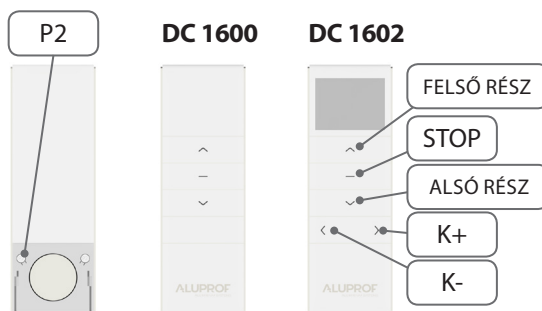 P2
DC 1600
DC 1602
FELSŐ RÉSZ
STOP
ALSÓ RÉSZ
K+
K-
ALUPROF
ALUPROF